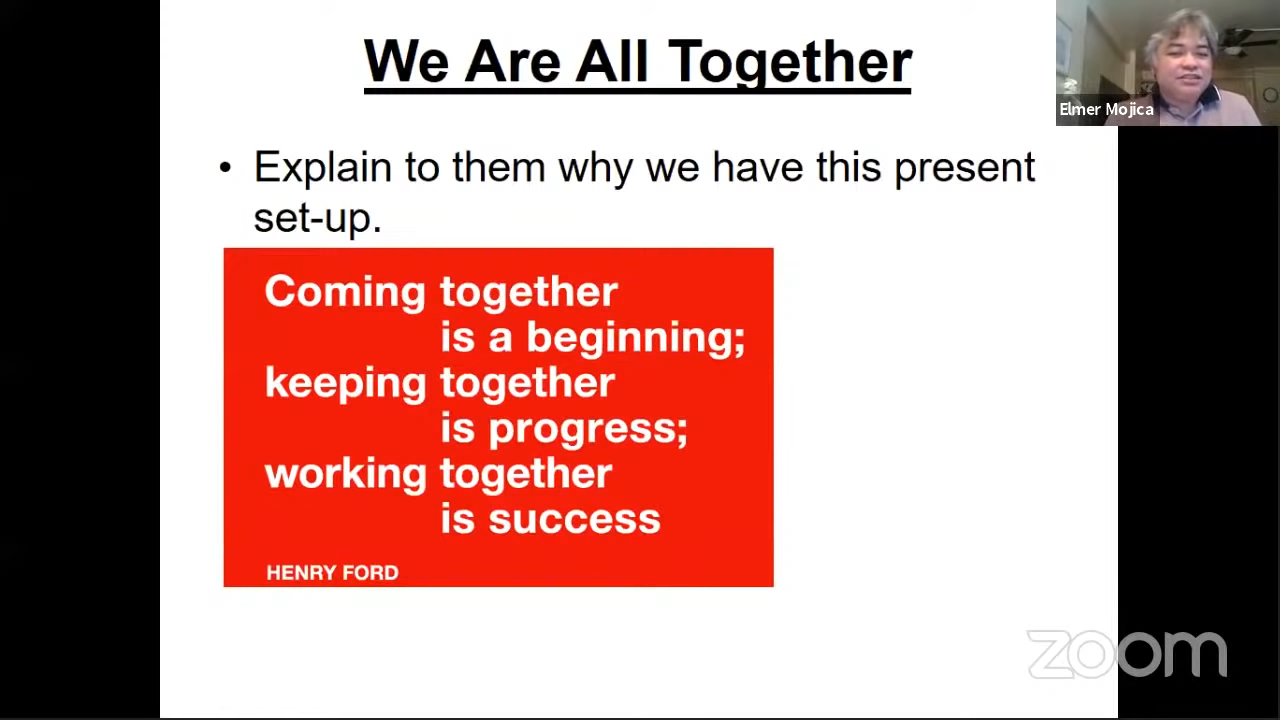 We Are All Together
Elmer Mojica
• Explain to them why we have this present
set-up.
Coming together
is a beginning;
keeping together
is progress;
working together
is success
HENRY FORD
zoom